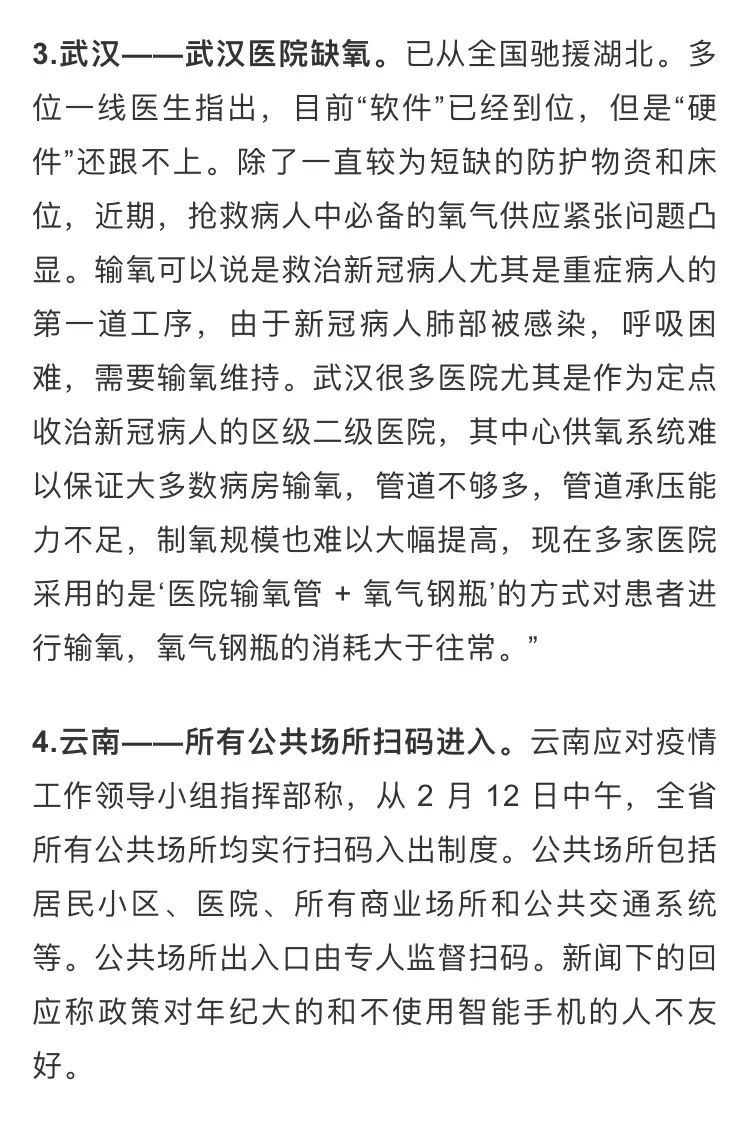 3.武汉——武汉医院缺氧。已从全国驰援湖北。多
位一线医生指出，目前“软件”已经到位，但是“硬
件”还跟不上。除了一直较为短缺的防护物资和床
位，近期，抢救病人中必备的氧气供应紧张问题凸
显。输氧可以说是救治新冠病人尤其是重症病人的
第一道工序，由于新冠病人肺部被感染，呼吸困
难，需要输氧维持。武汉很多医院尤其是作为定点
收治新冠病人的区级二级医院，其中心供氧系统难
以保证大多数病房输氧，管道不够多，管道承压能
力不足，制氧规模也难以大幅提高，现在多家医院
采用的是‘医院输氧管 + 氧气钢瓶’的方式对患者进
行输氧，氧气钢瓶的消耗大于往常。”
4.云南——所有公共场所扫码进入。云南应对疫情
工作领导小组指挥部称，从 2 月 12 日中午，全省
所有公共场所均实行扫码入出制度。公共场所包括
居民小区、医院、所有商业场所和公共交通系统
等。公共场所出入口由专人监督扫码。新闻下的回
应称政策对年纪大的和不使用智能手机的人不友
好。